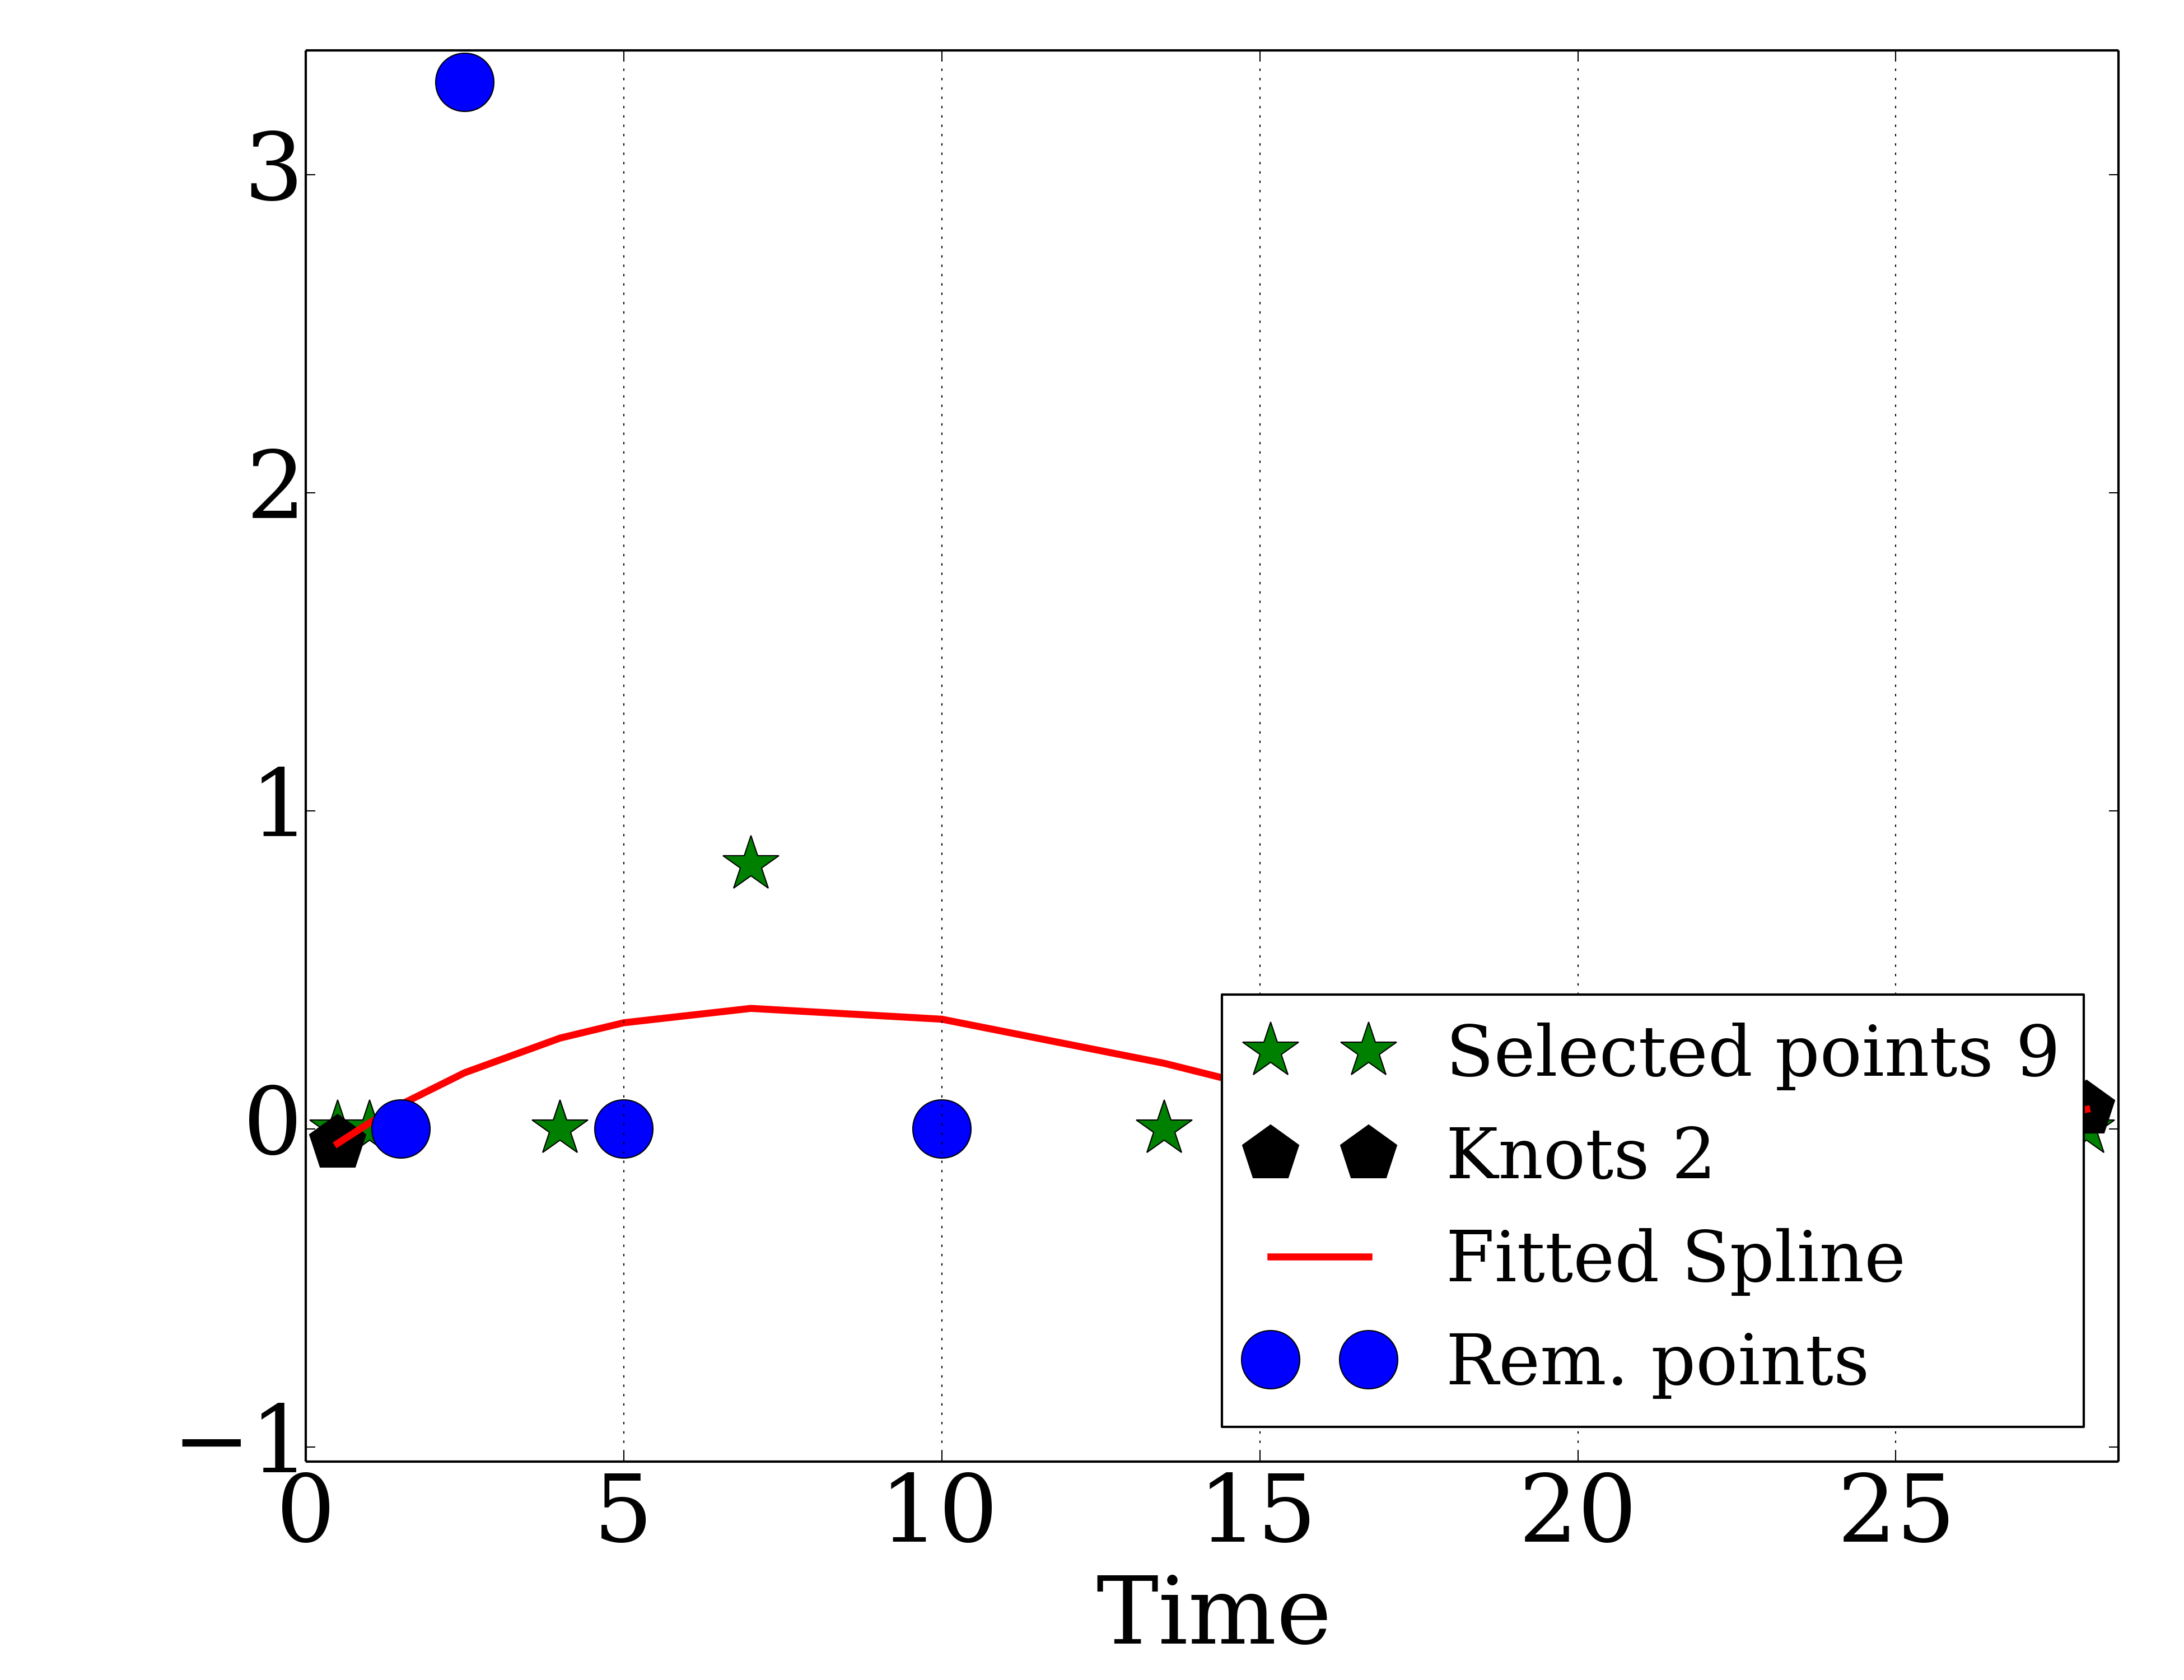 3
2
1
0
−1
0 5 10 15 20 25
Time
Selected points 9
Knots 2
Fitted Spline
Rem. points